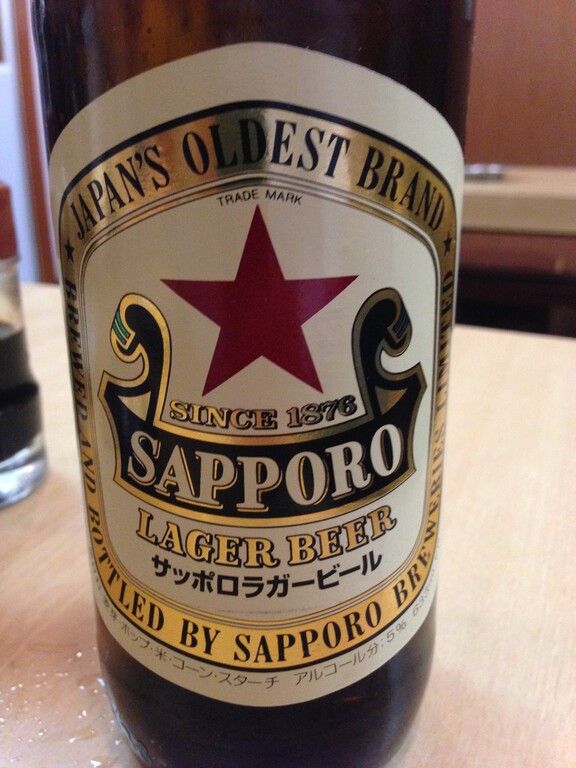 JAPAN'S OLDEST BRAND
TRADE MARK
SINCE 1876
SAPPORO
LAGER BEER
サッポロラガービール
BREWED AND BOTTLED BY SAPPORO BREWERIES LIMITED
ホップ・米・コーン・スターチ アルコール分:5%